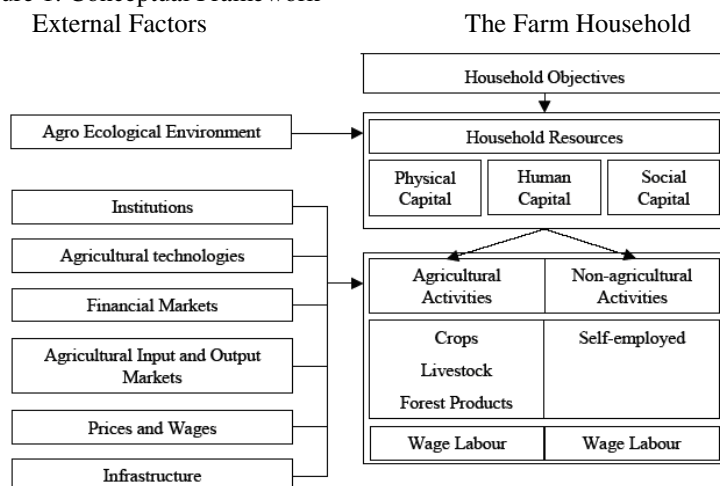 External Factors
The Farm Household
Household Objectives
Agro Ecological Environment
Household Resources
Physical Capital
Human Capital
Social Capital
Institutions
Agricultural technologies
Financial Markets
Agricultural Input and Output
Markets
Prices and Wages
Infrastructure
Agricultural
Activities
Non-agricultural
Activities
Crops
Livestock
Forest Products
Self-employed
Wage Labour
Wage Labour